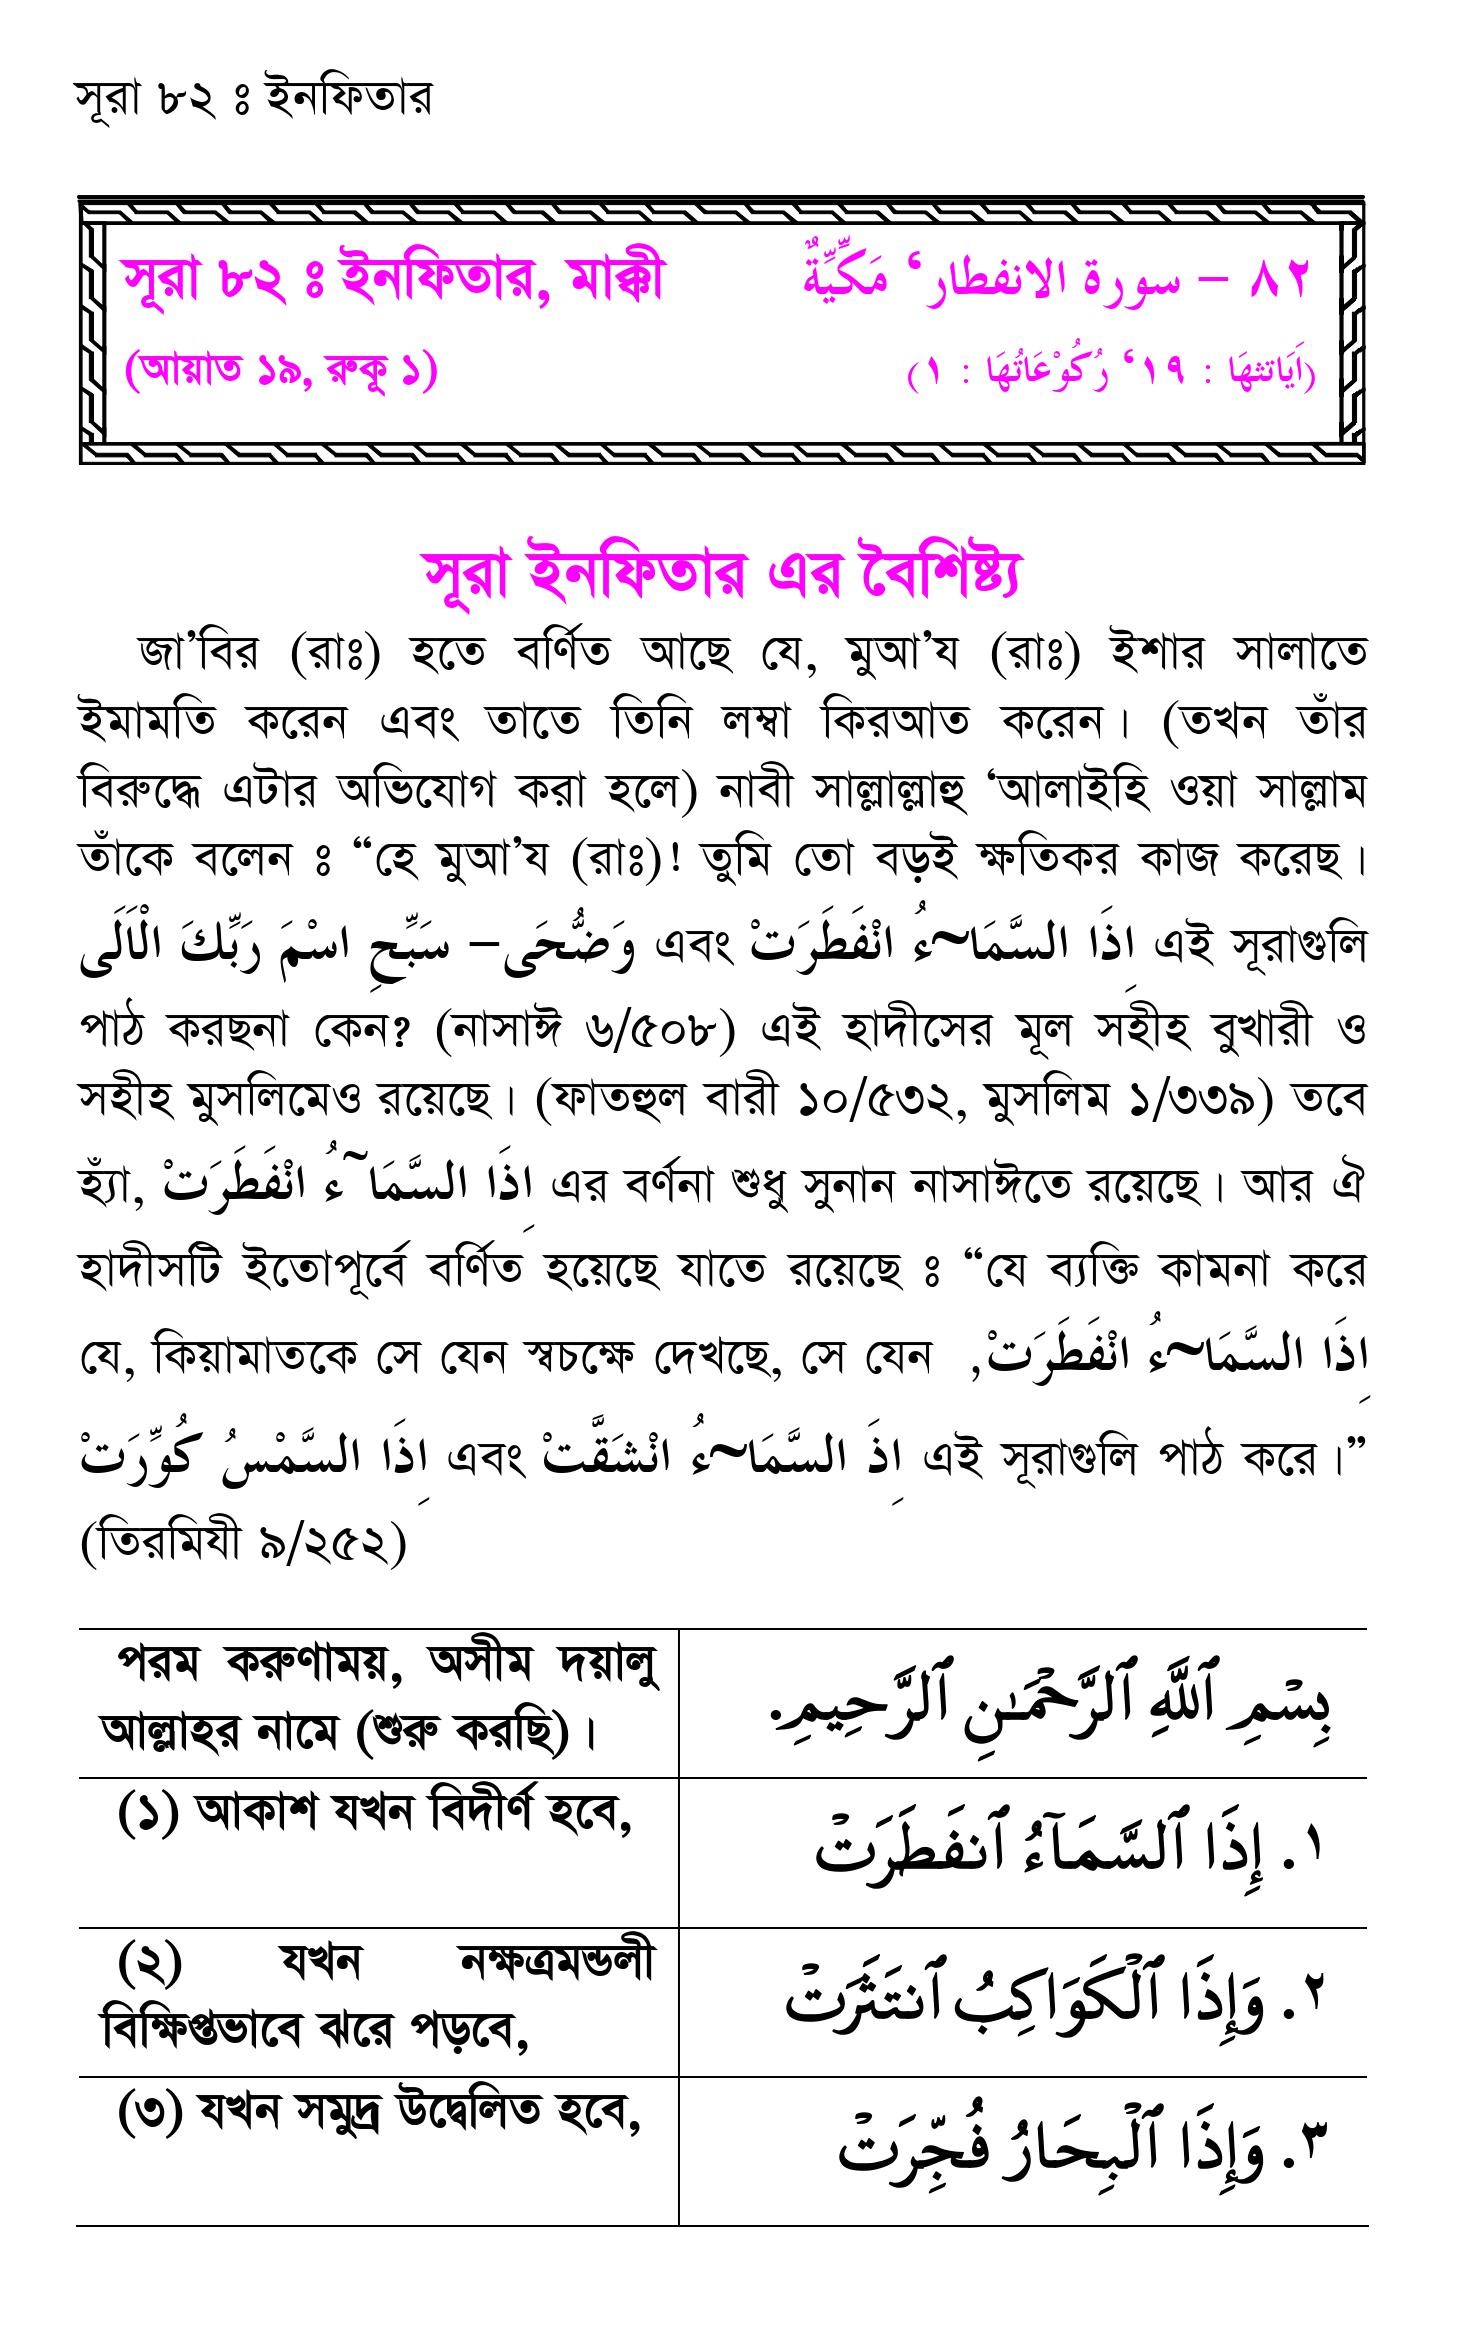 সূরা ৮২ ঃ ইনফিতার
সূরা ৮২ ঃ ইনফিতার, মাক্কী ٨٢ – سورة الانفطار‘ مَكِّيَّةٌ
(আয়াত ১৯, রুকূ ১) (اَيَاتثهَا : ١٩‘ رُكُوْعَاتُهَا : ١)
সূরা ইনফিতার এর বৈশিষ্ট্য
জা’বির (রাঃ) হতে বর্ণিত আছে যে, মুআ’য (রাঃ) ইশার সালাতে
ইমামতি করেন এবং তাতে তিনি লম্বা কিরআত করেন। (তখন তাঁর
বিরুদ্ধে এটার অভিযোগ করা হলে) নাবী সাল্লাল্লাহু ‘আলাইহি ওয়া সাল্লাম
তাঁকে বলেন ঃ “হে মুআ’য (রাঃ)! তুমি তো বড়ই ক্ষতিকর কাজ করেছ।
وَضُّحَى– سَبِّحِ اسْمَ رَبِّكَ الْاَلَى এবং اِذَا السَّمَا~ءُ انْفَطَرَتْ এই সূরাগুলি
পাঠ করছনা কেন? (নাসাঈ ৬/৫০৮) এই হাদীসের মূল সহীহ বুখারী ও
সহীহ মুসলিমেও রয়েছে। (ফাতহুল বারী ১০/৫৩২, মুসলিম ১/৩৩৯) তবে
হ্যাঁ, اِذَا السَّمَا~ءُ انْفَطَرَتْ এর বর্ণনা শুধু সুনান নাসাঈতে রয়েছে। আর ঐ
হাদীসটি ইতোপূর্বে বর্ণিত হয়েছে যাতে রয়েছে ঃ “যে ব্যক্তি কামনা করে
যে, কিয়ামাতকে সে যেন স্বচক্ষে দেখছে, সে যেন اِذَا السَّمَا~ءُ انْفَطَرَتْ,
اِذَا السَّمْسُ كُوِّرَتْ এবং اِذَ السَّمَا~ءُ انْشَقَّتْ এই সূরাগুলি পাঠ করে।”
(তিরমিযী ৯/২৫২)
পরম করুণাময়, অসীম দয়ালু
আল্লাহর নামে (শুরু করছি)।
بِسْمِ ٱللَّهِ ٱلرَّحْمَـٰنِ ٱلرَّحِيمِ.
(১) আকাশ যখন বিদীর্ণ হবে,
١. إِذَا ٱلسَّمَآءُ ٱنفَطَرَتْ
(২) যখন নক্ষত্রমন্ডলী
বিক্ষিপ্তভাবে ঝরে পড়বে,
٢. وَإِذَا ٱلْكَوَاكِبُ ٱنتَثَرَتْ
(৩) যখন সমুদ্র উদ্বেলিত হবে,
٣. وَإِذَا ٱلْبِحَارُ فُجِّرَتْ